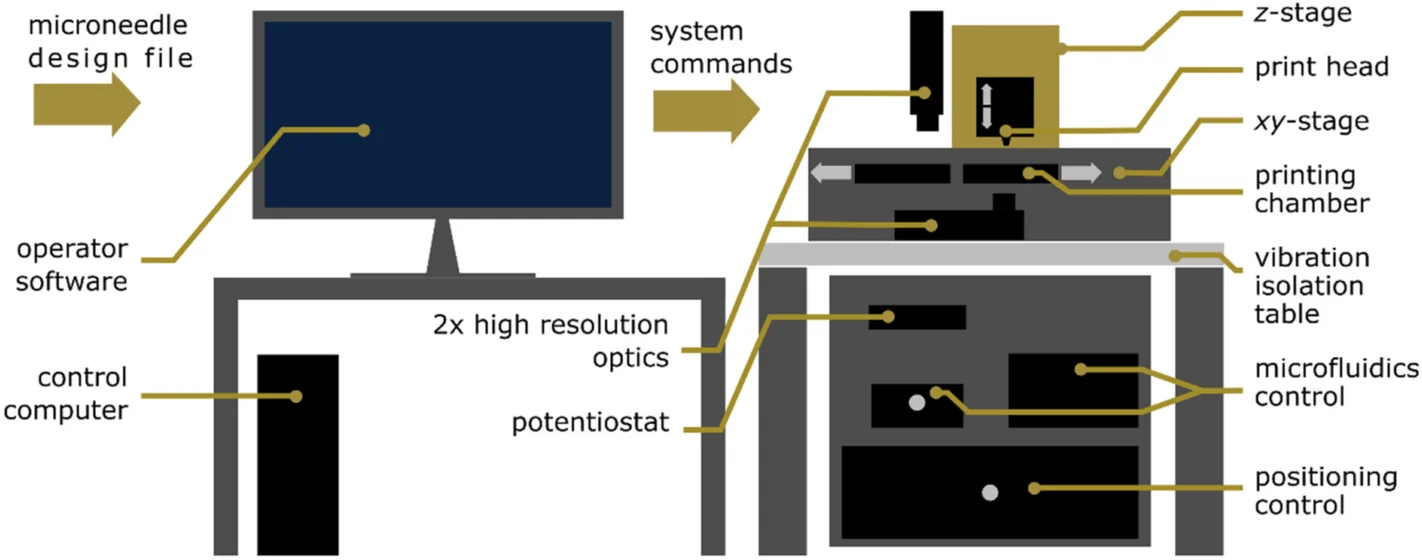 microneedle
design file
system
commands
z-stage
print head
xy-stage
printing
chamber
operator
software
vibration
isolation
table
2x high resolution
optics
control
computer
potentiostat
microfluidics
control
positioning
control